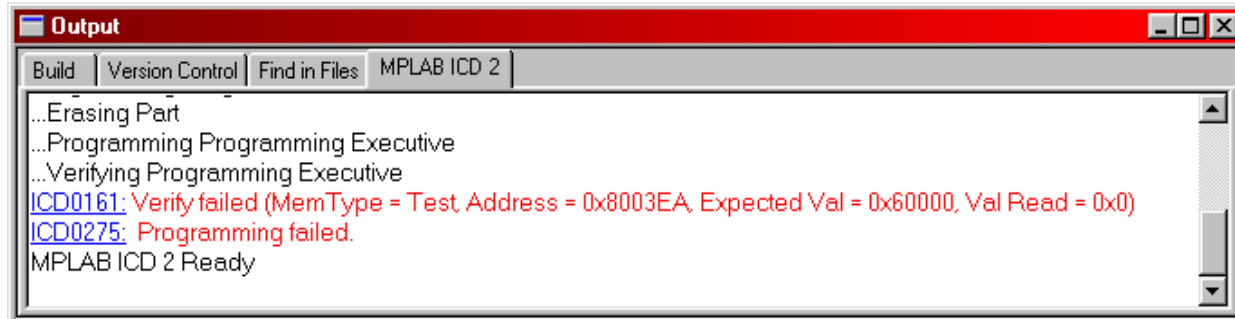 Output
Build Version Control Find in Files MPLAB ICD 2
...Erasing Part
...Programming Programming Executive
...Verifying Programming Executive
ICD0161: Verify failed (MemType = Test, Address = 0x8003EA, Expected Val = 0x60000, Val Read = 0x0)
ICD0275: Programming failed.
MPLAB ICD 2 Ready